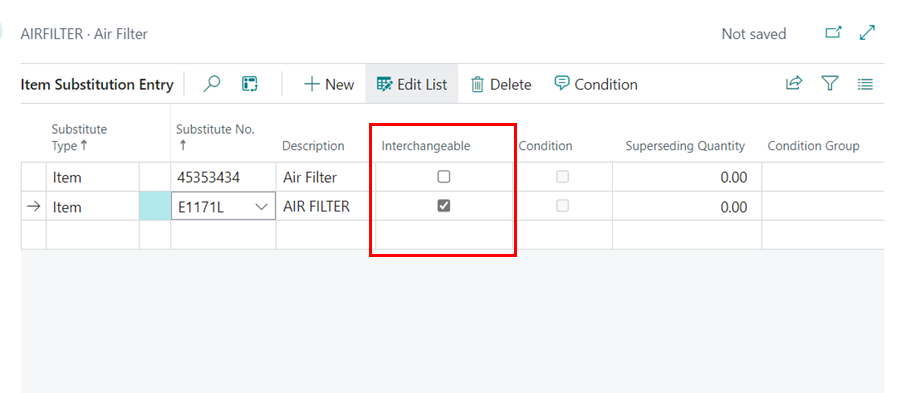 AIRFILTER · Air Filter Not saved
Item Substitution Entry New Edit List Delete Condition
Substitute Type ↑ Substitute No. ↑ Description Interchangeable Condition Superseding Quantity Condition Group
Item 45353434 Air Filter 0.00
→ Item E1171L AIR FILTER 0.00